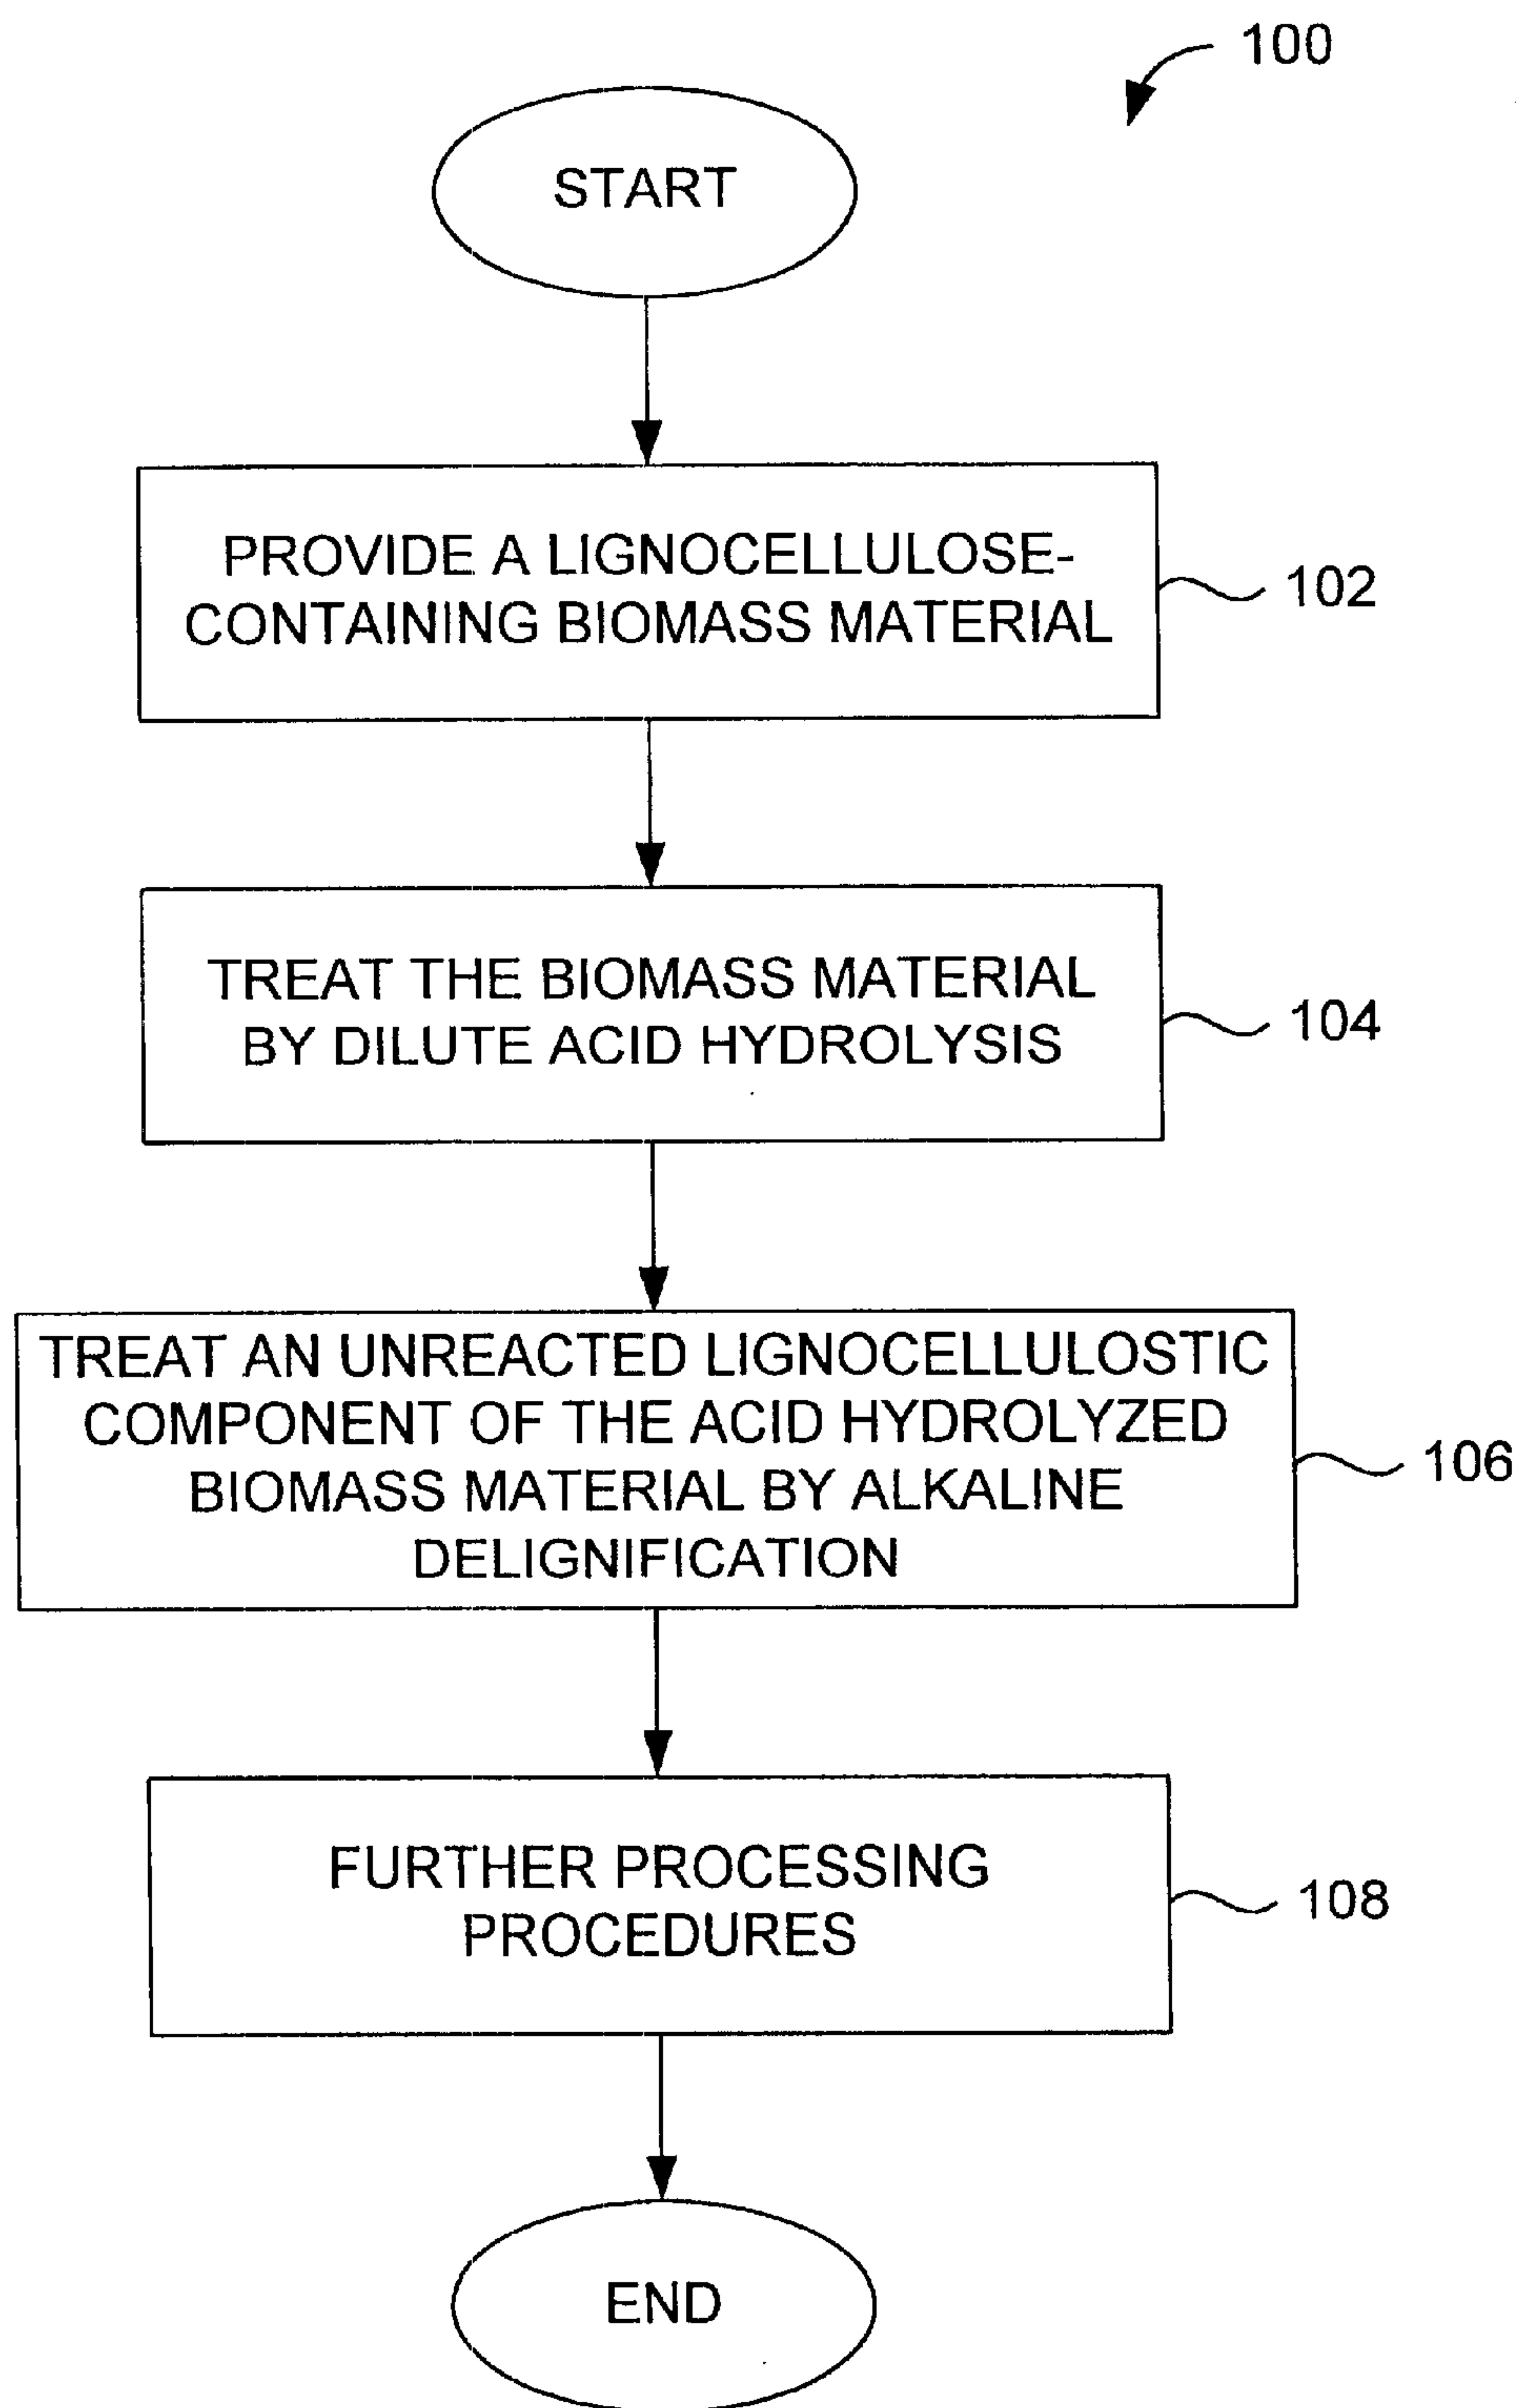 100
START
PROVIDE A LIGNOCELLULOSE-
CONTAINING BIOMASS MATERIAL
102
TREAT THE BIOMASS MATERIAL
BY DILUTE ACID HYDROLYSIS
104
TREAT AN UNREACTED LIGNOCELLULOSTIC
COMPONENT OF THE ACID HYDROLYZED
BIOMASS MATERIAL BY ALKALINE
DELIGNIFICATION
106
FURTHER PROCESSING
PROCEDURES
108
END